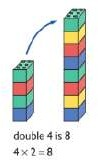 double 4 is 8
4 × 2 = 8